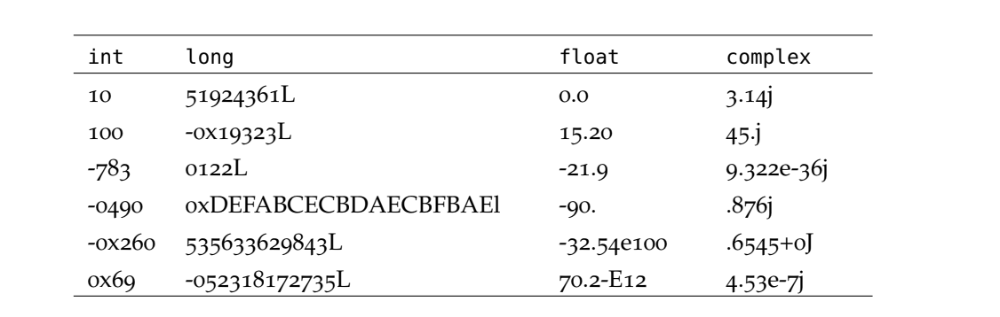 int long float complex
10 51924361L 0.0 3.14j
100 -0x19323L 15.20 45.j
-783 0122L -21.9 9.322e-36j
-0490 0xDEFABCECBDAECBFBAEl -90. .876j
-0x260 535633629843L -32.54e100 .6545+0J
0x69 -052318172735L 70.2-E12 4.53e-7j